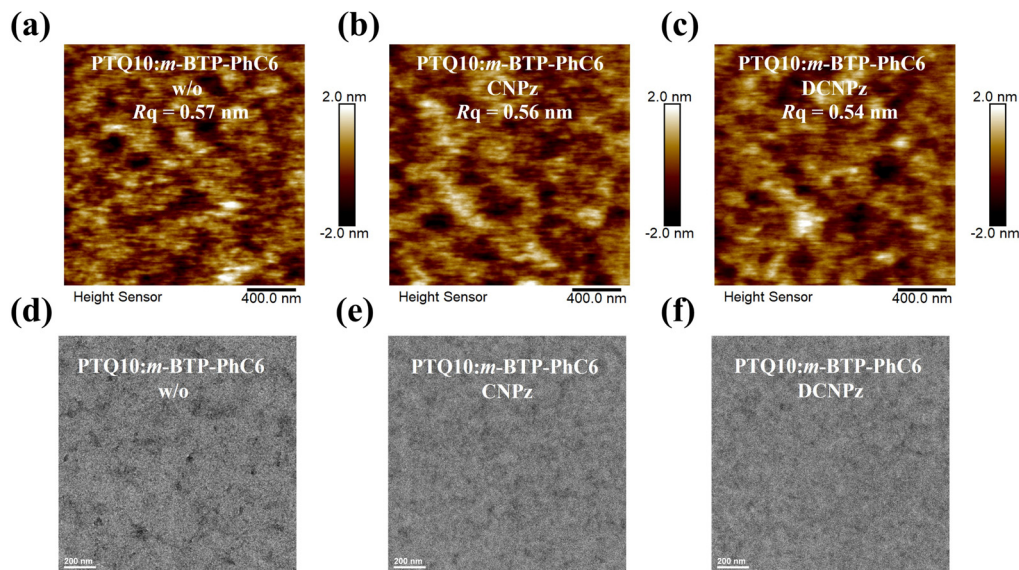 (a)
PTQ10:m-BTP-PhC6
w/o
Rq = 0.57 nm
2.0 nm
-2.0 nm
Height Sensor
400.0 nm
(b)
PTQ10:m-BTP-PhC6
CNPz
Rq = 0.56 nm
2.0 nm
-2.0 nm
Height Sensor
400.0 nm
(c)
PTQ10:m-BTP-PhC6
DCNPz
Rq = 0.54 nm
2.0 nm
-2.0 nm
Height Sensor
400.0 nm
(d)
PTQ10:m-BTP-PhC6
w/o
200 nm
(e)
PTQ10:m-BTP-PhC6
CNPz
200 nm
(f)
PTQ10:m-BTP-PhC6
DCNPz
200 nm